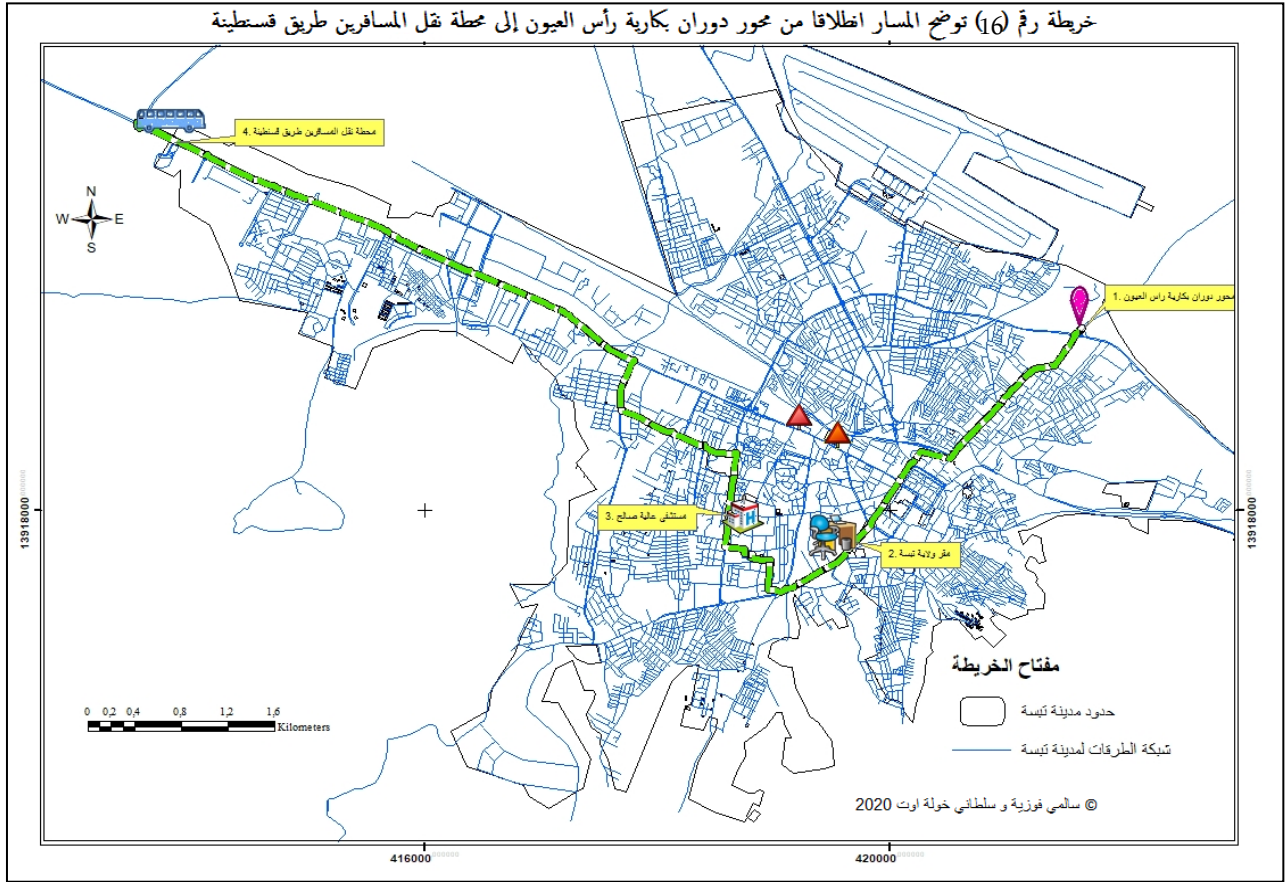 خريطة رقم (16) توضح المسار انطلاقا من محور دوران بكارية رأس العيون إلى محطة نقل المسافرين طريق قسنطينة
4. محطة نقل المسافرين طريق قسنطينة
N
W E
S
1. محور دوران بكارية راس العيون
3. مستشفى عالية صالح
H
2. مقر ولاية تبسة
13918000
13918000
مفتاح الخريطة
حدود مدينة تبسة
شبكة الطرقات لمدينة تبسة
0 0,2 0,4 0,8 1,2 1,6
Kilometers
© سالمي فوزية و سلطاني خولة اوت 2020
416000
420000